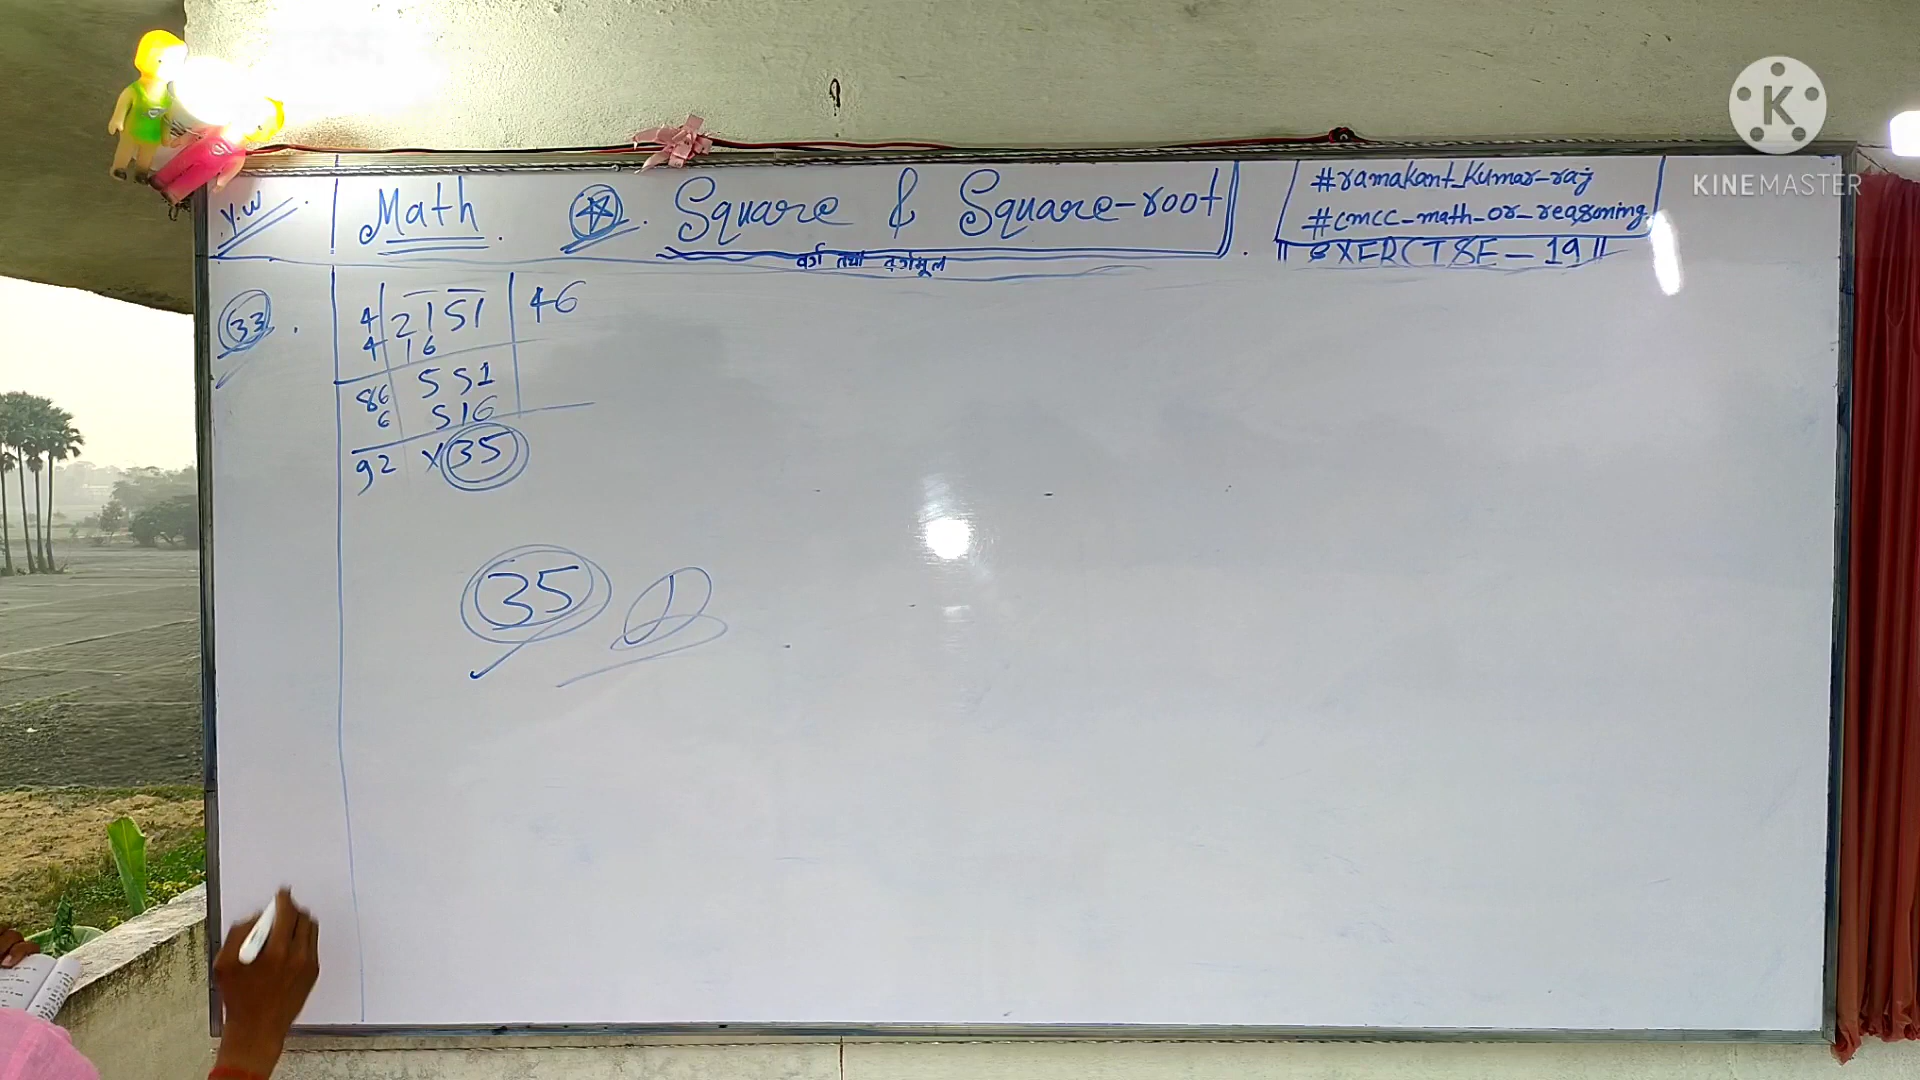 K
KINEMASTER
Y.W
Math
Square & Square-root
वर्ग तथा वर्गमूल
#ramakant_Kumar-raj
#cmcc-math-or-reasoning
EXERCISE-19
33.
4 2151 46
4 16
86 551
6 516
92 x 35
35